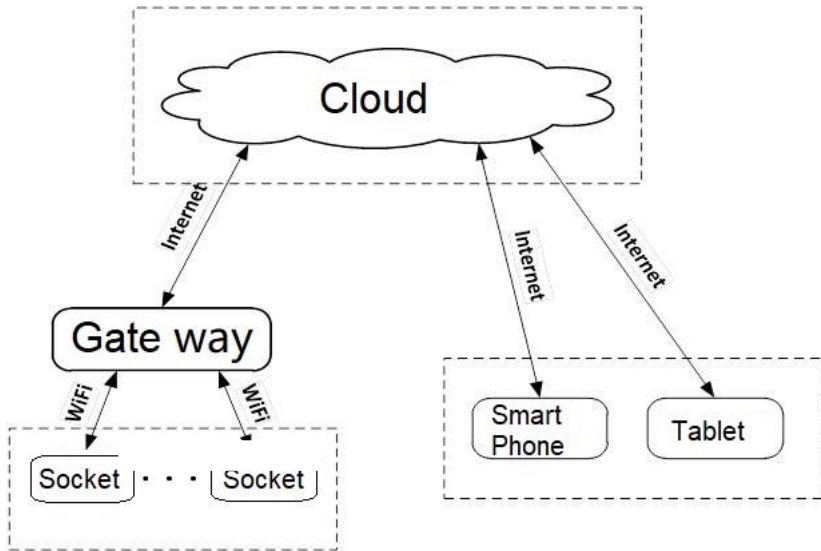 Cloud
Internet
Internet
Internet
Gate way
WiFi
WiFi
Smart
Phone
Tablet
Socket
. . .
Socket